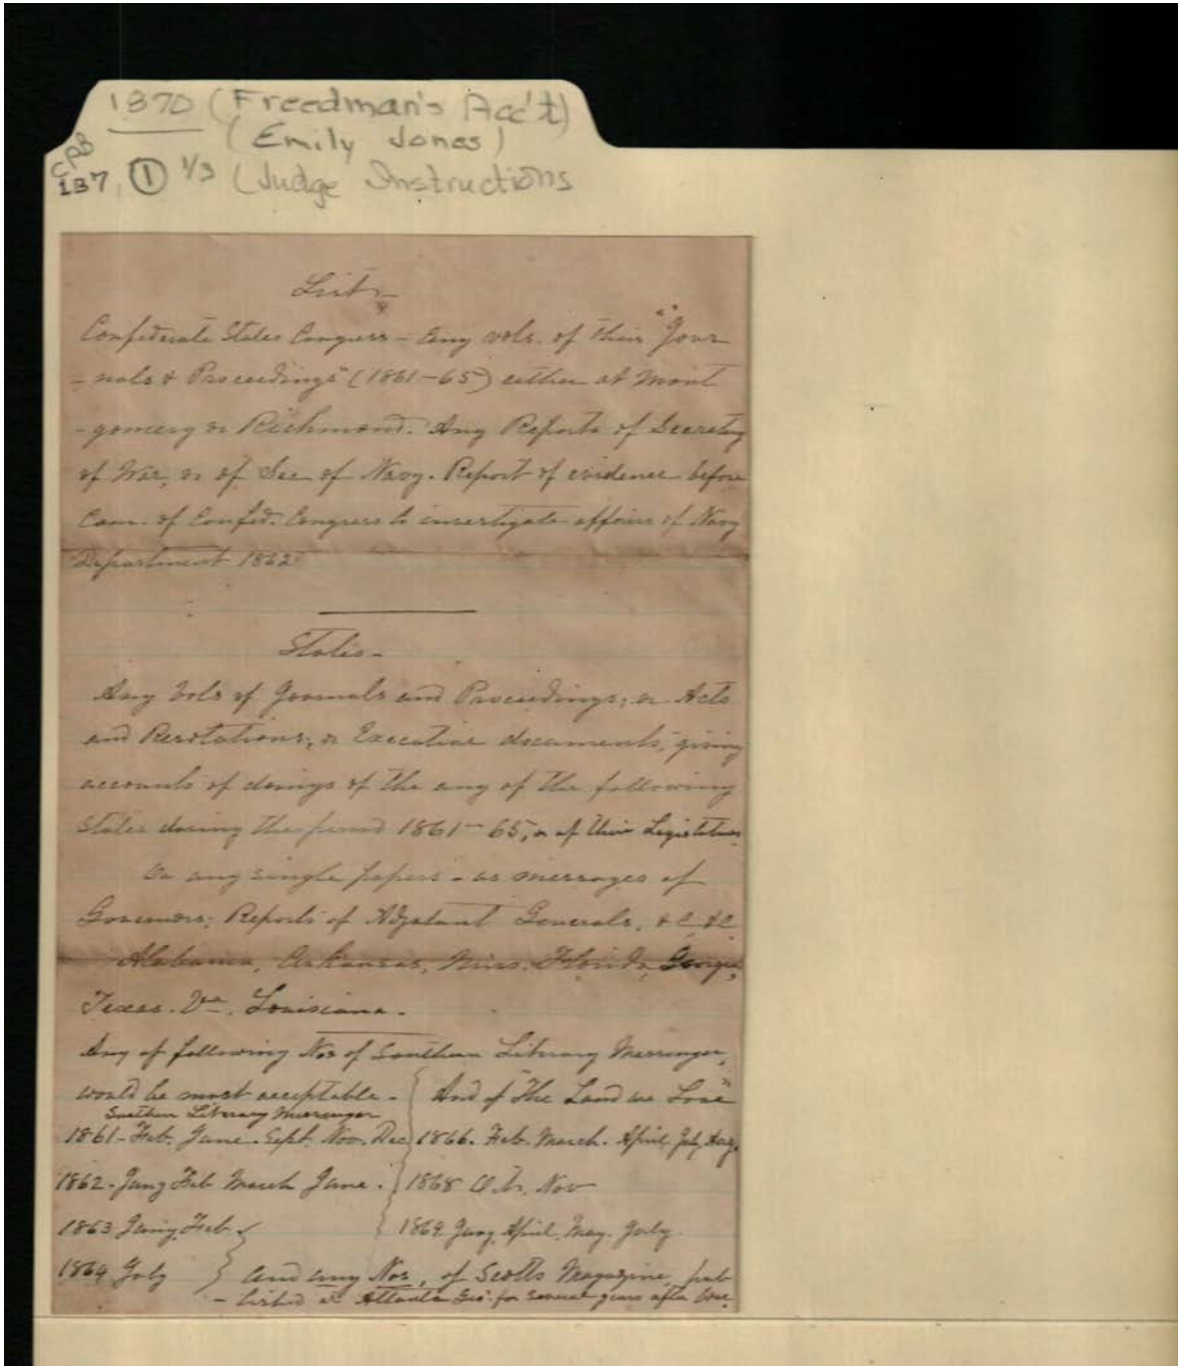 1870 (Freedman's Acc't)
(Emily Jones)
CPB
137, ① 1/3 (Judge Instructions
List -
Confederate States Congress - Any vols. of their "Jour
- nals & Proceedings" (1861-65) either at Mont
- gomery or Richmond. Any Reports of Secretary
of War, or of Sec of Navy. Report of evidence before
Com. of Confed. Congress to investigate affairs of Navy
Department 1862
States -
Any Vols of Journals and Proceedings; or Acts
and Resolutions; or Executive documents, giving
accounts of doings of the any of the following
States during the period 1861-65, or of their Legislature
Or any single papers - as messages of
Governors; Reports of Adjutant Generals, &c &c
Alabama, Arkansas, Miss. Florida, Georgia,
Texas. Va. Louisiana.
Any of following Nos of Southern Literary Messenger,
would be most acceptable - And of "The Land we Love"
Southern Literary Messenger
1861 - Feb. June. Sept. Nov. Dec 1866. Feb. March. April, July, Aug.
1862 - Jany Feb March June. 1868 Nov
1863 Jany, Feb. 1869 Jany, April, May. July
1864 July And any Nos, of Scotts Magazine, pub
- lished at Atlanta Geo. for several years after War.